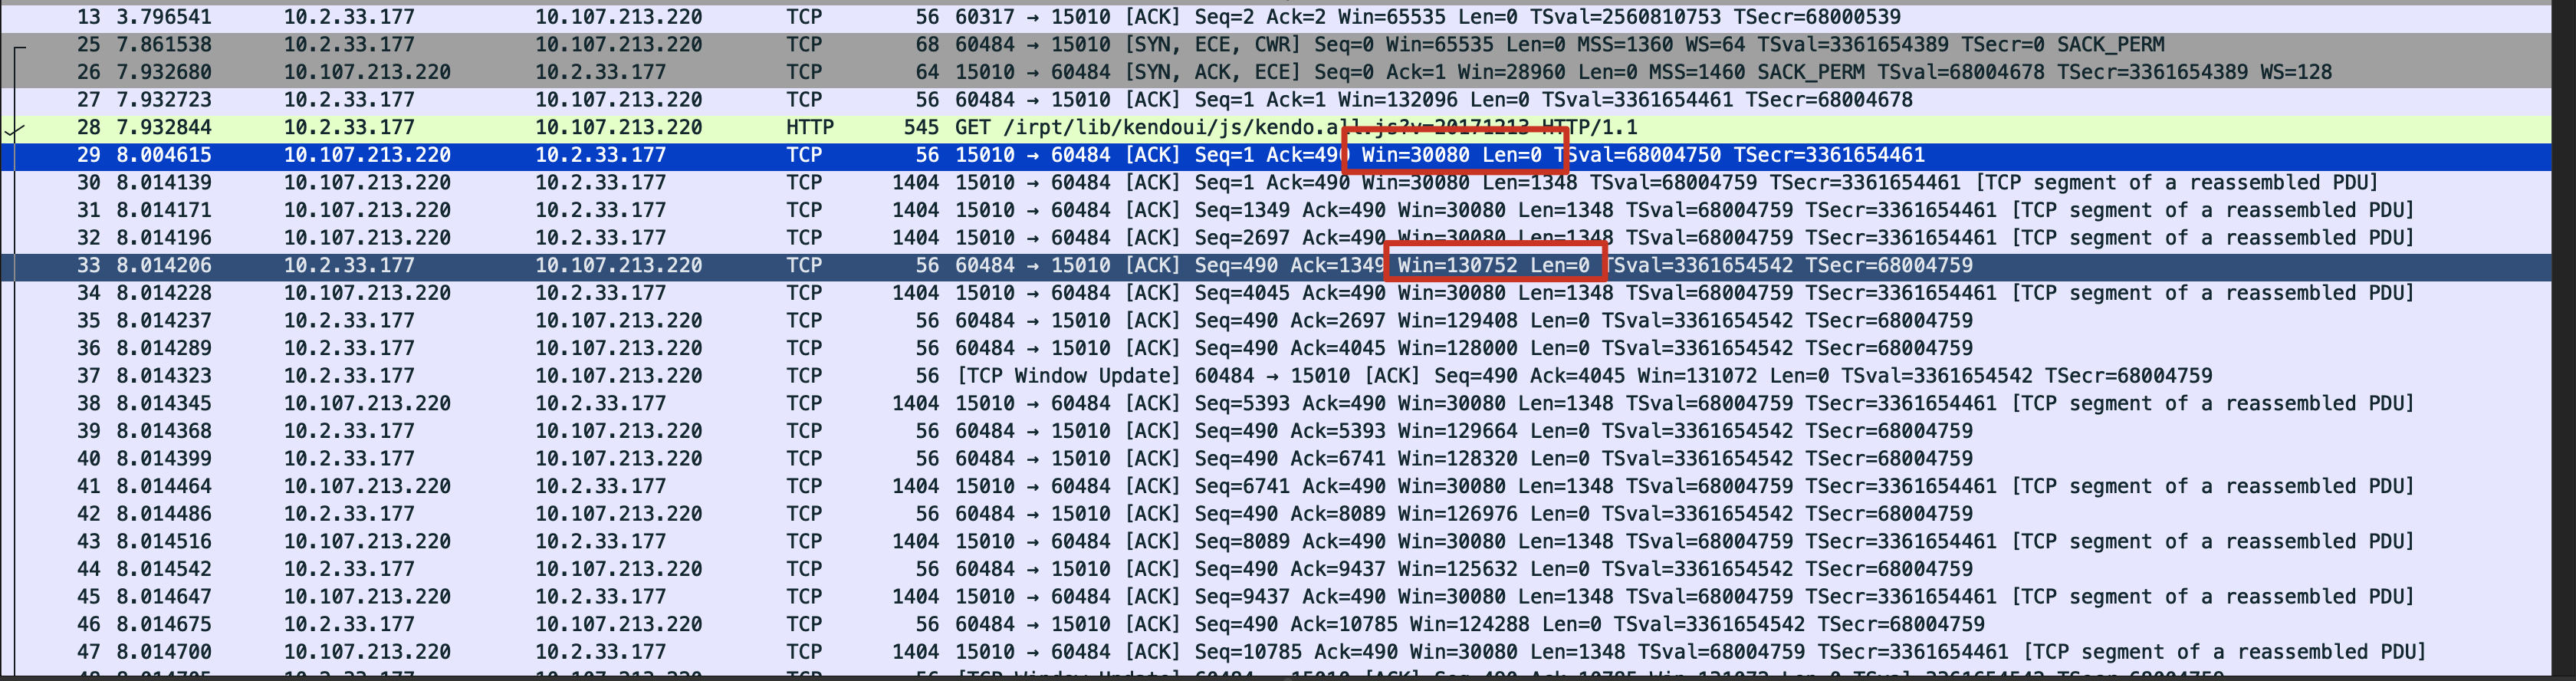 13 3.796541 10.2.33.177 10.107.213.220 TCP 56 60317 → 15010 [ACK] Seq=2 Ack=2 Win=65535 Len=0 TSval=2560810753 TSecr=68000539
25 7.861538 10.2.33.177 10.107.213.220 TCP 68 60484 → 15010 [SYN, ECE, CWR] Seq=0 Win=65535 Len=0 MSS=1360 WS=64 TSval=3361654389 TSecr=0 SACK_PERM
26 7.932680 10.107.213.220 10.2.33.177 TCP 64 15010 → 60484 [SYN, ACK, ECE] Seq=0 Ack=1 Win=28960 Len=0 MSS=1460 SACK_PERM TSval=68004678 TSecr=3361654389 WS=128
27 7.932723 10.2.33.177 10.107.213.220 TCP 56 60484 → 15010 [ACK] Seq=1 Ack=1 Win=132096 Len=0 TSval=3361654461 TSecr=68004678
28 7.932844 10.2.33.177 10.107.213.220 HTTP 545 GET /irpt/lib/kendoui/js/kendo.all.js?v=20171213 HTTP/1.1
29 8.004615 10.107.213.220 10.2.33.177 TCP 56 15010 → 60484 [ACK] Seq=1 Ack=490 Win=30080 Len=0 TSval=68004750 TSecr=3361654461
30 8.014139 10.107.213.220 10.2.33.177 TCP 1404 15010 → 60484 [ACK] Seq=1 Ack=490 Win=30080 Len=1348 TSval=68004759 TSecr=3361654461 [TCP segment of a reassembled PDU]
31 8.014171 10.107.213.220 10.2.33.177 TCP 1404 15010 → 60484 [ACK] Seq=1349 Ack=490 Win=30080 Len=1348 TSval=68004759 TSecr=3361654461 [TCP segment of a reassembled PDU]
32 8.014196 10.107.213.220 10.2.33.177 TCP 1404 15010 → 60484 [ACK] Seq=2697 Ack=490 Win=30080 Len=1348 TSval=68004759 TSecr=3361654461 [TCP segment of a reassembled PDU]
33 8.014206 10.2.33.177 10.107.213.220 TCP 56 60484 → 15010 [ACK] Seq=490 Ack=1349 Win=130752 Len=0 TSval=3361654542 TSecr=68004759
34 8.014228 10.107.213.220 10.2.33.177 TCP 1404 15010 → 60484 [ACK] Seq=4045 Ack=490 Win=30080 Len=1348 TSval=68004759 TSecr=3361654461 [TCP segment of a reassembled PDU]
35 8.014237 10.2.33.177 10.107.213.220 TCP 56 60484 → 15010 [ACK] Seq=490 Ack=2697 Win=129408 Len=0 TSval=3361654542 TSecr=68004759
36 8.014289 10.2.33.177 10.107.213.220 TCP 56 60484 → 15010 [ACK] Seq=490 Ack=4045 Win=128000 Len=0 TSval=3361654542 TSecr=68004759
37 8.014323 10.2.33.177 10.107.213.220 TCP 56 [TCP Window Update] 60484 → 15010 [ACK] Seq=490 Ack=4045 Win=131072 Len=0 TSval=3361654542 TSecr=68004759
38 8.014345 10.107.213.220 10.2.33.177 TCP 1404 15010 → 60484 [ACK] Seq=5393 Ack=490 Win=30080 Len=1348 TSval=68004759 TSecr=3361654461 [TCP segment of a reassembled PDU]
39 8.014368 10.2.33.177 10.107.213.220 TCP 56 60484 → 15010 [ACK] Seq=490 Ack=5393 Win=129664 Len=0 TSval=3361654542 TSecr=68004759
40 8.014399 10.2.33.177 10.107.213.220 TCP 56 60484 → 15010 [ACK] Seq=490 Ack=6741 Win=128320 Len=0 TSval=3361654542 TSecr=68004759
41 8.014464 10.107.213.220 10.2.33.177 TCP 1404 15010 → 60484 [ACK] Seq=6741 Ack=490 Win=30080 Len=1348 TSval=68004759 TSecr=3361654461 [TCP segment of a reassembled PDU]
42 8.014486 10.2.33.177 10.107.213.220 TCP 56 60484 → 15010 [ACK] Seq=490 Ack=8089 Win=126976 Len=0 TSval=3361654542 TSecr=68004759
43 8.014516 10.107.213.220 10.2.33.177 TCP 1404 15010 → 60484 [ACK] Seq=8089 Ack=490 Win=30080 Len=1348 TSval=68004759 TSecr=3361654461 [TCP segment of a reassembled PDU]
44 8.014542 10.2.33.177 10.107.213.220 TCP 56 60484 → 15010 [ACK] Seq=490 Ack=9437 Win=125632 Len=0 TSval=3361654542 TSecr=68004759
45 8.014647 10.107.213.220 10.2.33.177 TCP 1404 15010 → 60484 [ACK] Seq=9437 Ack=490 Win=30080 Len=1348 TSval=68004759 TSecr=3361654461 [TCP segment of a reassembled PDU]
46 8.014675 10.2.33.177 10.107.213.220 TCP 56 60484 → 15010 [ACK] Seq=490 Ack=10785 Win=124288 Len=0 TSval=3361654542 TSecr=68004759
47 8.014700 10.107.213.220 10.2.33.177 TCP 1404 15010 → 60484 [ACK] Seq=10785 Ack=490 Win=30080 Len=1348 TSval=68004759 TSecr=3361654461 [TCP segment of a reassembled PDU]